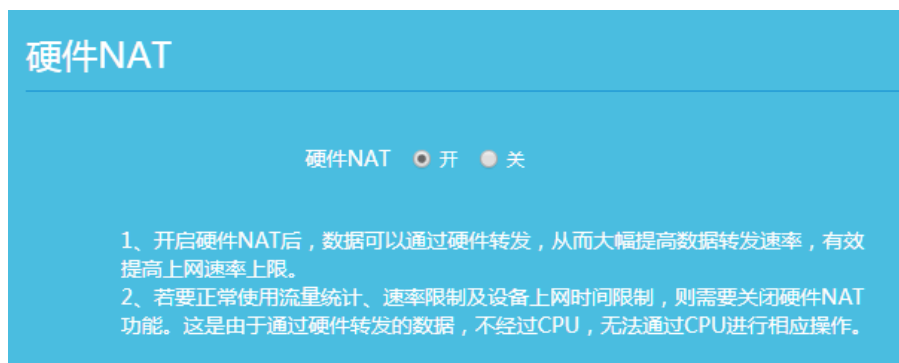 硬件NAT
硬件NAT 开 关
1、开启硬件NAT后，数据可以通过硬件转发，从而大幅提高数据转发速率，有效
提高上网速率上限。
2、若要正常使用流量统计、速率限制及设备上网时间限制，则需要关闭硬件NAT
功能。这是由于通过硬件转发的数据，不经过CPU，无法通过CPU进行相应操作。